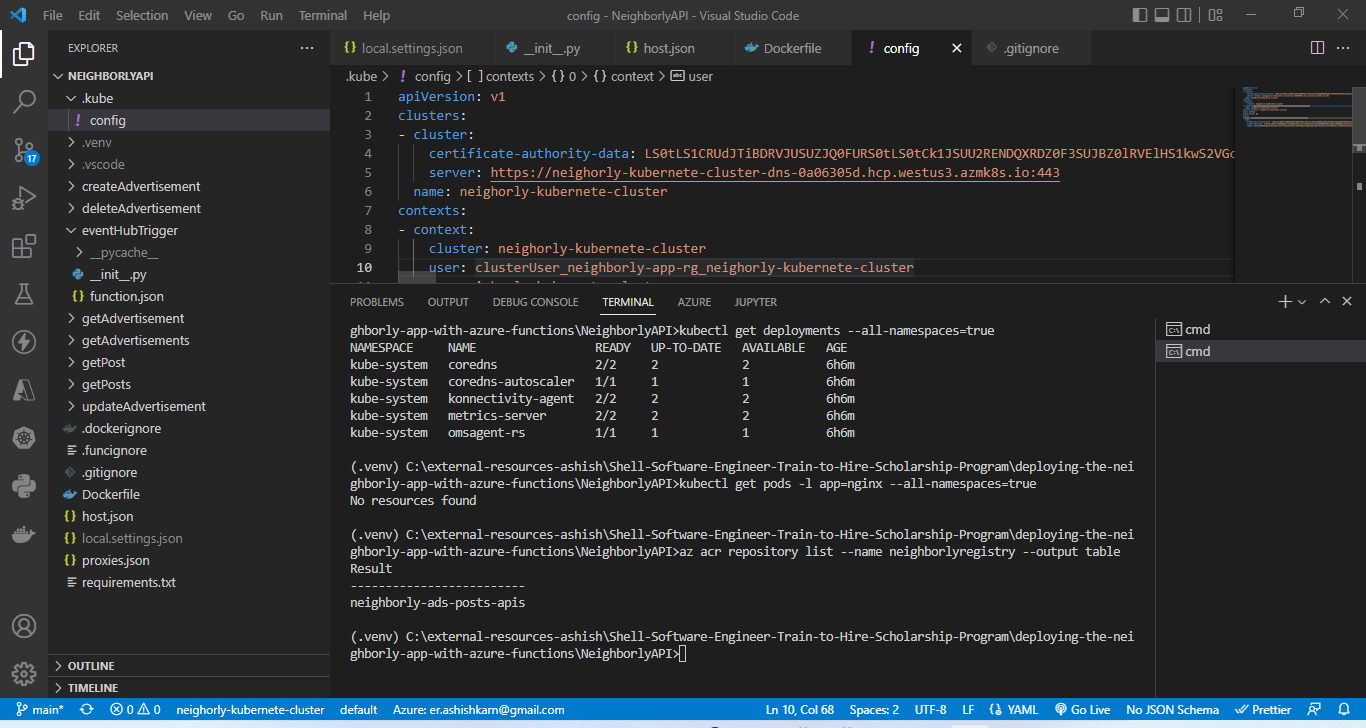 File Edit Selection View Go Run Terminal Help config - NeighborlyAPI - Visual Studio Code
EXPLORER
NEIGHBORLYAPI
.kube
config
.venv
.vscode
createAdvertisement
deleteAdvertisement
eventHubTrigger
__pycache__
__init__.py
function.json
getAdvertisement
getAdvertisements
getPost
getPosts
updateAdvertisement
.dockerignore
.funcignore
.gitignore
Dockerfile
host.json
local.settings.json
proxies.json
requirements.txt
OUTLINE
TIMELINE
17
local.settings.json __init__.py host.json Dockerfile config .gitignore
.kube > config > [ ] contexts > {} 0 > {} context > abc user
1 apiVersion: v1
2 clusters:
3 - cluster:
4 certificate-authority-data: LS0tLS1CRUdJTiBDRVJUSUZJQ0FURS0tLS0tCk1JSUU2RENDQXRDZ0F3SUJBZ0lRVElHS1kwS2VGc
5 server: https://neighorly-kubernete-cluster-dns-0a06305d.hcp.westus3.azmk8s.io:443
6 name: neighorly-kubernete-cluster
7 contexts:
8 - context:
9 cluster: neighorly-kubernete-cluster
10 user: clusterUser_neighborly-app-rg_neighorly-kubernete-cluster
PROBLEMS OUTPUT DEBUG CONSOLE TERMINAL AZURE JUPYTER
cmd
cmd
ghborly-app-with-azure-functions\NeighborlyAPI>kubectl get deployments --all-namespaces=true
NAMESPACE NAME READY UP-TO-DATE AVAILABLE AGE
kube-system coredns 2/2 2 2 6h6m
kube-system coredns-autoscaler 1/1 1 1 6h6m
kube-system konnectivity-agent 2/2 2 2 6h6m
kube-system metrics-server 2/2 2 2 6h6m
kube-system omsagent-rs 1/1 1 1 6h6m
(.venv) C:\external-resources-ashish\Shell-Software-Engineer-Train-to-Hire-Scholarship-Program\deploying-the-nei
ghborly-app-with-azure-functions\NeighborlyAPI>kubectl get pods -l app=nginx --all-namespaces=true
No resources found
(.venv) C:\external-resources-ashish\Shell-Software-Engineer-Train-to-Hire-Scholarship-Program\deploying-the-nei
ghborly-app-with-azure-functions\NeighborlyAPI>az acr repository list --name neighborlyregistry --output table
Result
-------------------------
neighborly-ads-posts-apis
(.venv) C:\external-resources-ashish\Shell-Software-Engineer-Train-to-Hire-Scholarship-Program\deploying-the-nei
ghborly-app-with-azure-functions\NeighborlyAPI>
main* 0 0 neighorly-kubernete-cluster default Azure: er.ashishkarn@gmail.com Ln 10, Col 68 Spaces: 2 UTF-8 LF {} YAML Go Live No JSON Schema Prettier